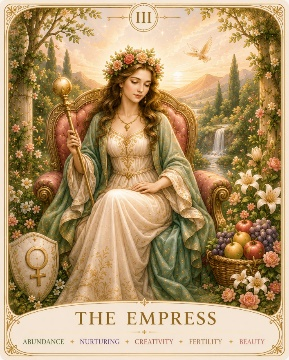 III
THE EMPRESS
ABUNDANCE + NURTURING + CREATIVITY + FERTILITY + BEAUTY